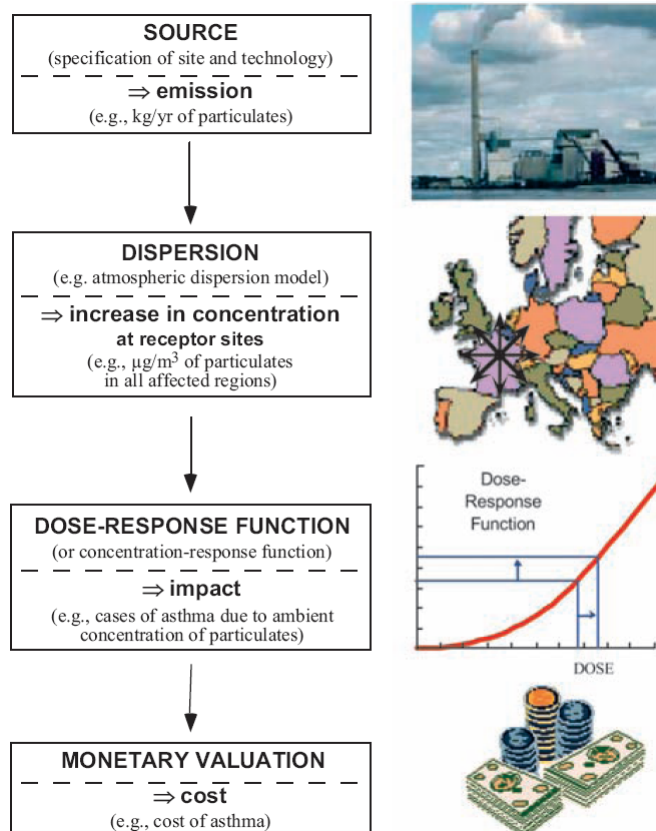 SOURCE
(specification of site and technology)
⇒ emission
(e.g., kg/yr of particulates)
DISPERSION
(e.g. atmospheric dispersion model)
⇒ increase in concentration
at receptor sites
(e.g., µg/m³ of particulates
in all affected regions)
DOSE-RESPONSE FUNCTION
(or concentration-response function)
⇒ impact
(e.g., cases of asthma due to ambient
concentration of particulates)
Dose-
Response
Function
DOSE
MONETARY VALUATION
⇒ cost
(e.g., cost of asthma)